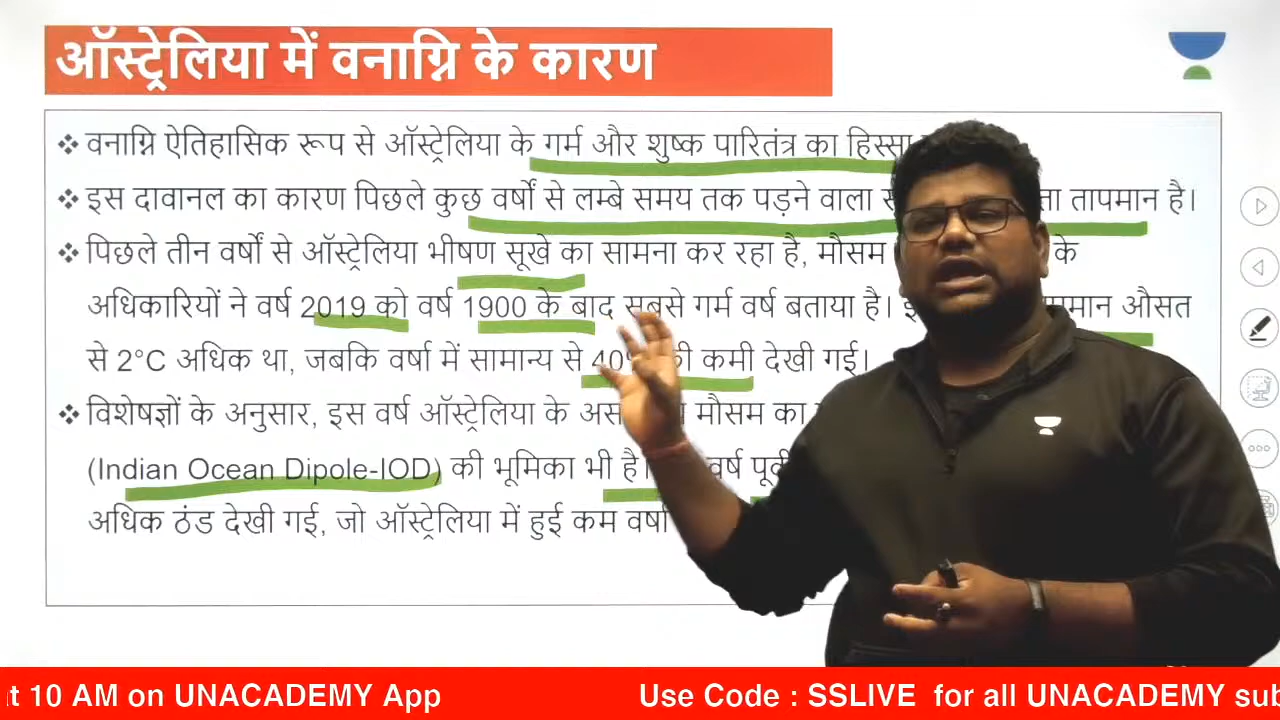 ऑस्ट्रेलिया में वनाग्नि के कारण
❖ वनाग्नि ऐतिहासिक रूप से ऑस्ट्रेलिया के गर्म और शुष्क पारितंत्र का हिस्सा
❖ इस दावानल का कारण पिछले कुछ वर्षों से लम्बे समय तक पड़ने वाला तापमान है।
❖ पिछले तीन वर्षों से ऑस्ट्रेलिया भीषण सूखे का सामना कर रहा है, मौसम के
अधिकारियों ने वर्ष 2019 को वर्ष 1900 के बाद सबसे गर्म वर्ष बताया है। औसत
से 2°C अधिक था, जबकि वर्षा में सामान्य से की कमी देखी गई।
❖ विशेषज्ञों के अनुसार, इस वर्ष ऑस्ट्रेलिया के मौसम का
(Indian Ocean Dipole-IOD) की भूमिका भी है। वर्ष
अधिक ठंड देखी गई, जो ऑस्ट्रेलिया में हुई कम वर्षा
10 AM on UNACADEMY App Use Code : SSLIVE for all UNACADEMY